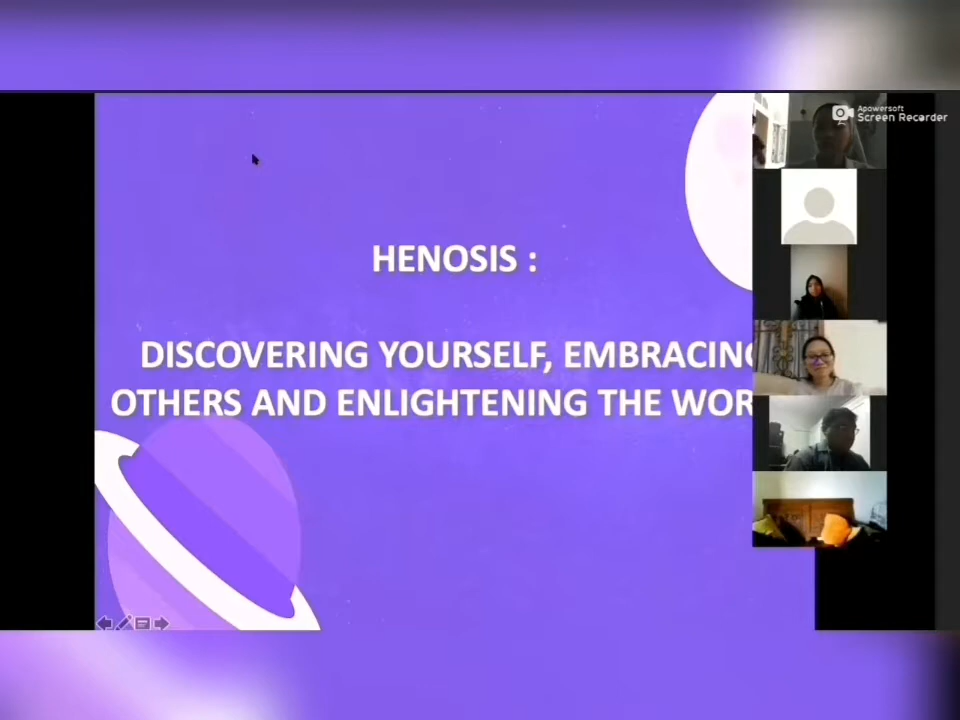 Apowersoft
Screen Recorder
HENOSIS :
DISCOVERING YOURSELF, EMBRACING
OTHERS AND ENLIGHTENING THE WOR